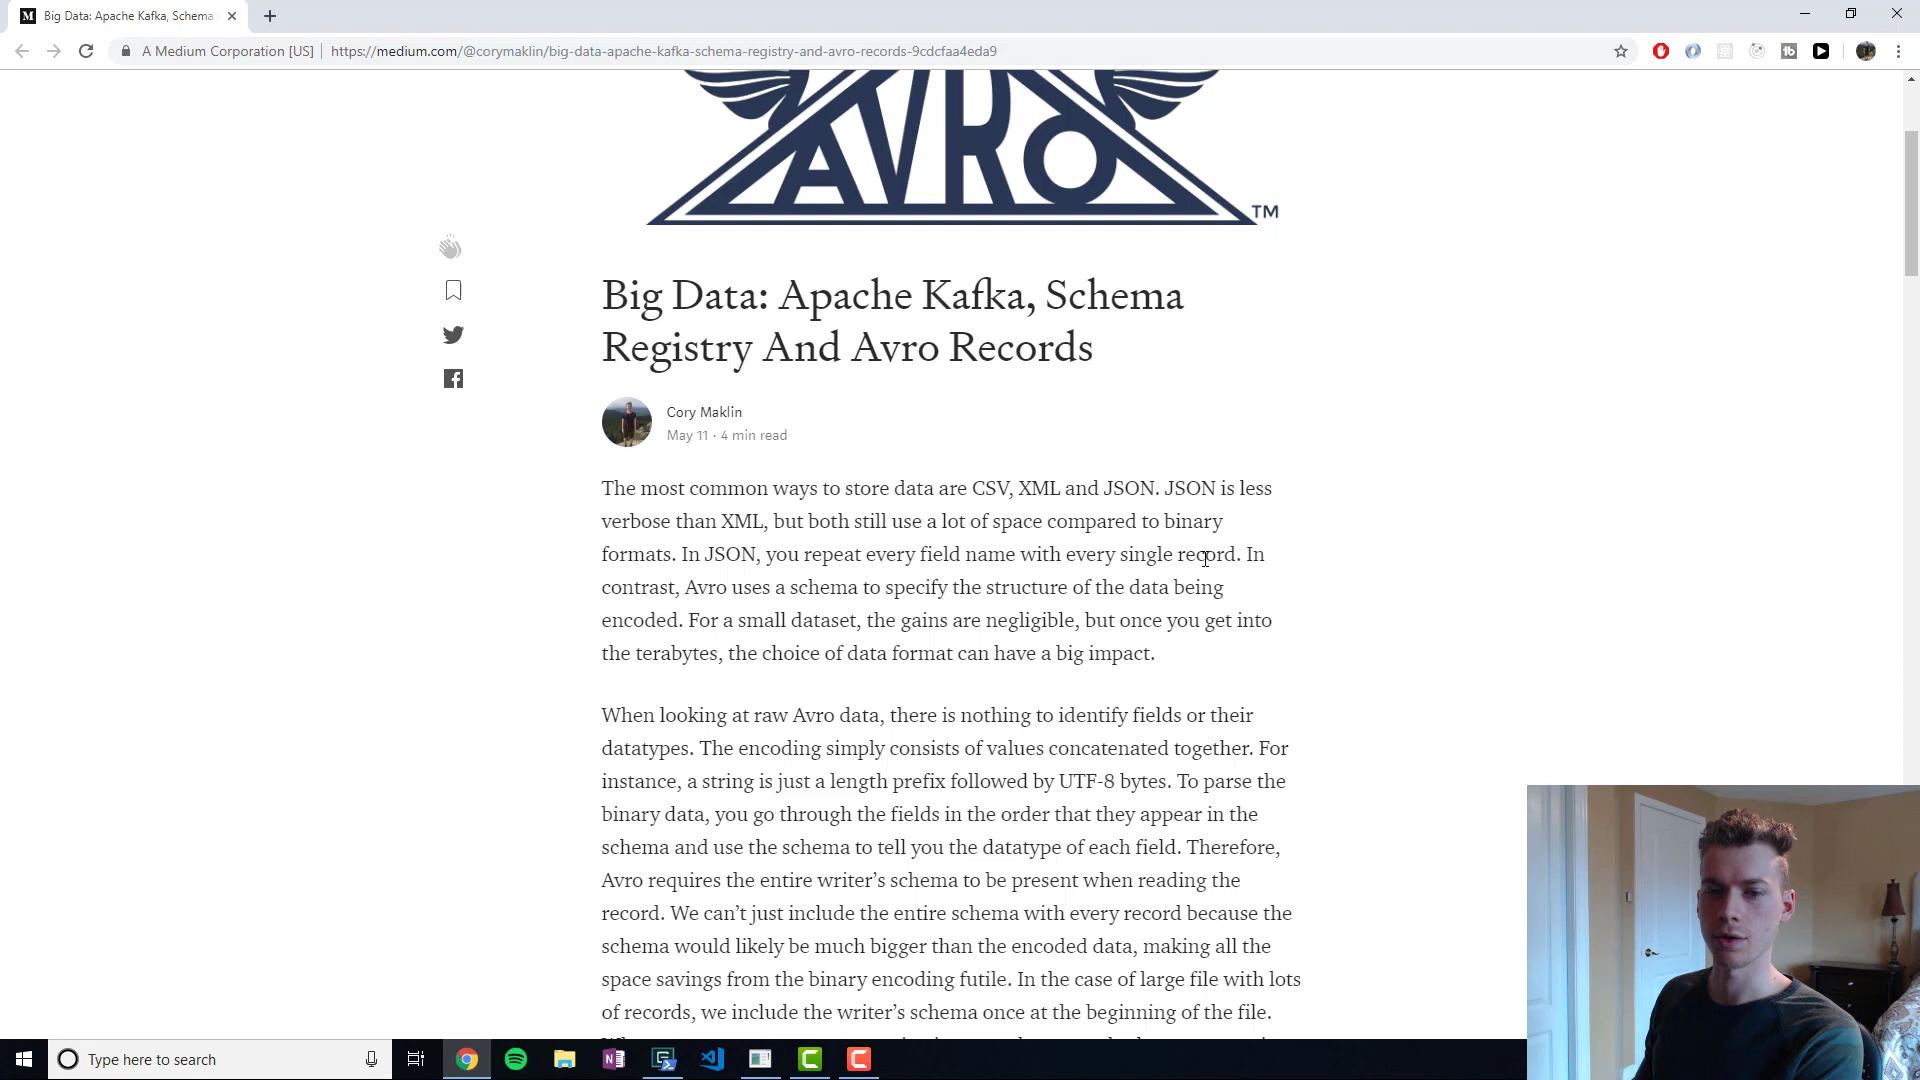 Big Data: Apache Kafka, Schema
A Medium Corporation [US]
https://medium.com/@corymaklin/big-data-apache-kafka-schema-registry-and-avro-records-9cdcfaa4eda9
AVRO
TM
Big Data: Apache Kafka, Schema
Registry And Avro Records
Cory Maklin
May 11 · 4 min read
The most common ways to store data are CSV, XML and JSON. JSON is less
verbose than XML, but both still use a lot of space compared to binary
formats. In JSON, you repeat every field name with every single record. In
contrast, Avro uses a schema to specify the structure of the data being
encoded. For a small dataset, the gains are negligible, but once you get into
the terabytes, the choice of data format can have a big impact.
When looking at raw Avro data, there is nothing to identify fields or their
datatypes. The encoding simply consists of values concatenated together. For
instance, a string is just a length prefix followed by UTF-8 bytes. To parse the
binary data, you go through the fields in the order that they appear in the
schema and use the schema to tell you the datatype of each field. Therefore,
Avro requires the entire writer's schema to be present when reading the
record. We can't just include the entire schema with every record because the
schema would likely be much bigger than the encoded data, making all the
space savings from the binary encoding futile. In the case of large file with lots
of records, we include the writer's schema once at the beginning of the file.
Type here to search